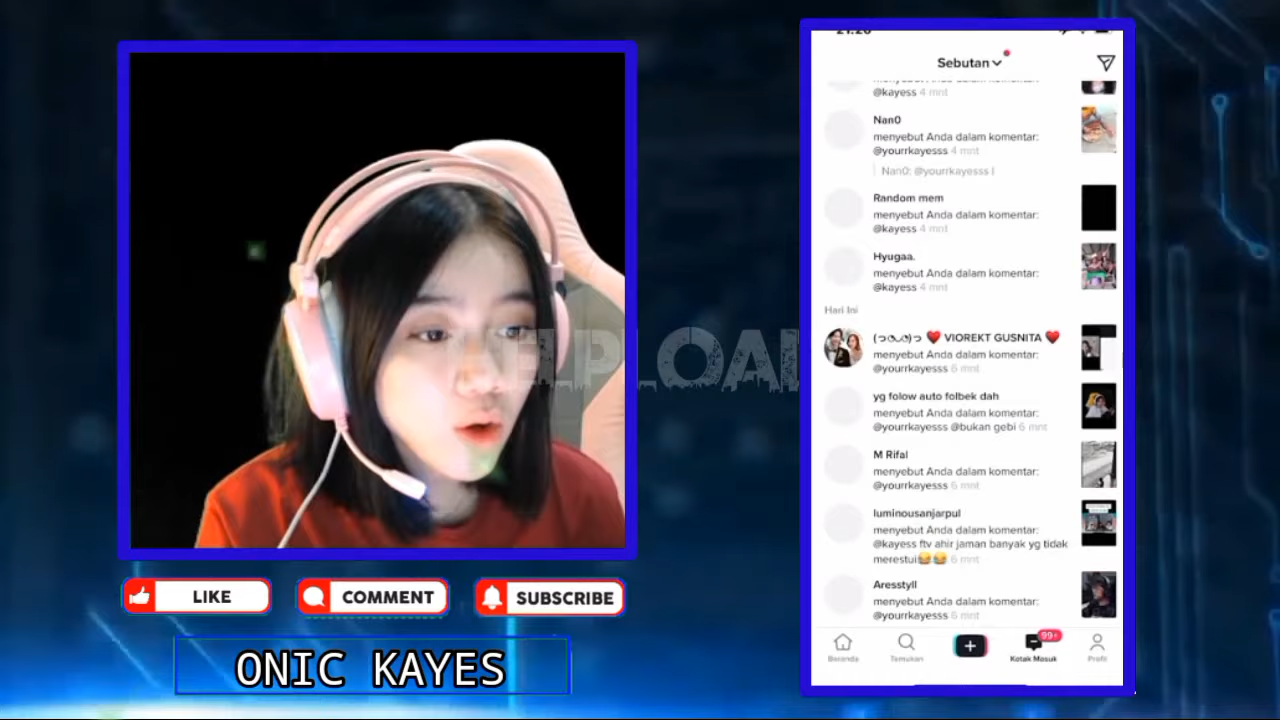 LIKE
COMMENT
SUBSCRIBE
ONIC KAYES
21:20
Sebutan
@kayess 4 mnt
Nan0
menyebut Anda dalam komentar:
@yourrkayesss 4 mnt
Nan0: @yourrkayesss l
Random mem
menyebut Anda dalam komentar:
@kayess 4 mnt
Hyugaa.
menyebut Anda dalam komentar:
@kayess 4 mnt
Hari Ini
(っ◔◡◔)っ ❤️ VIOREKT GUSNITA ❤️
menyebut Anda dalam komentar:
@yourrkayesss 6 mnt
yg folow auto folbek dah
menyebut Anda dalam komentar:
@yourrkayesss @bukan gebi 6 mnt
M Rifal
menyebut Anda dalam komentar:
@yourrkayesss 6 mnt
luminousanjarpul
menyebut Anda dalam komentar:
@kayess ftv ahir jaman banyak yg tidak
merestui😂😂 6 mnt
Aresstyll
menyebut Anda dalam komentar:
@yourrkayesss 6 mnt
99+
Beranda
Temukan
Kotak Masuk
Profil